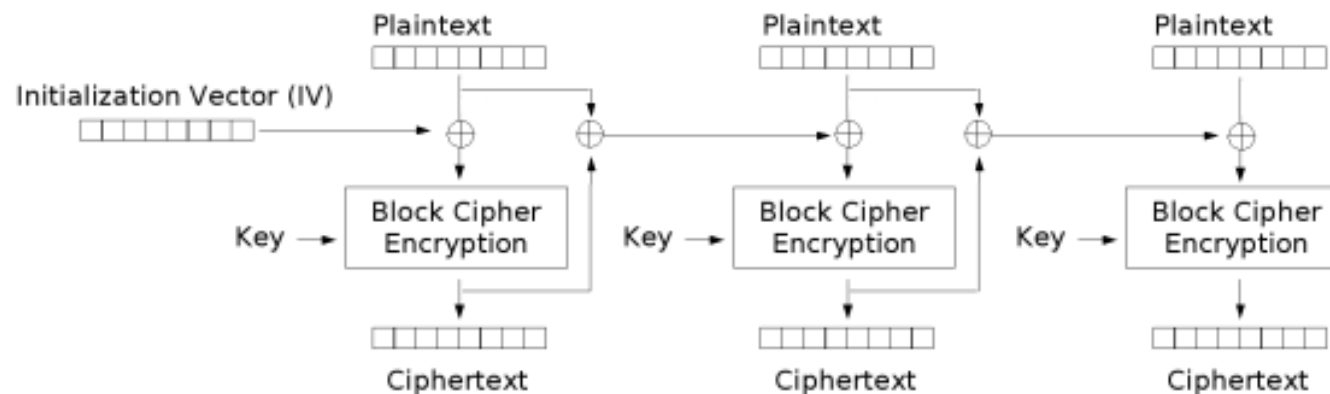 Plaintext Plaintext Plaintext
Initialization Vector (IV)
Key
Block Cipher
Encryption
Key
Block Cipher
Encryption
Key
Block Cipher
Encryption
Ciphertext Ciphertext Ciphertext